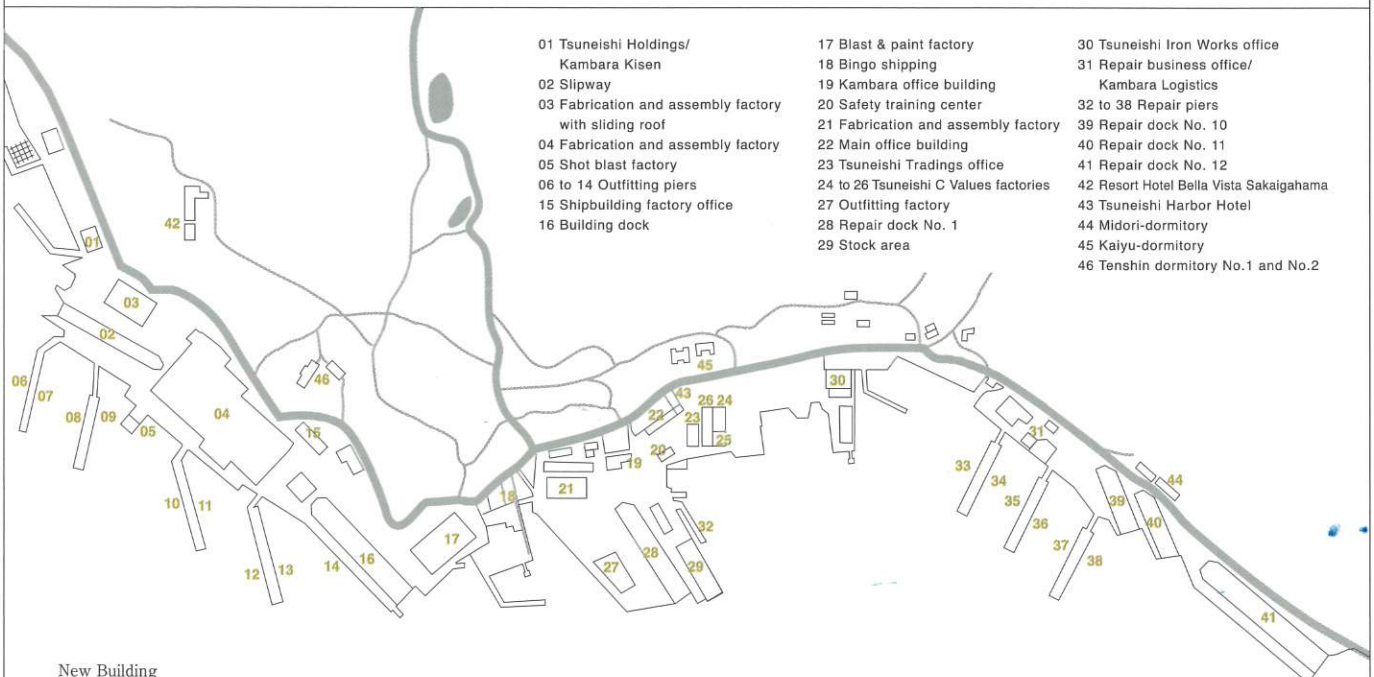 01 Tsuneishi Holdings/
Kambara Kisen
02 Slipway
03 Fabrication and assembly factory
with sliding roof
04 Fabrication and assembly factory
05 Shot blast factory
06 to 14 Outfitting piers
15 Shipbuilding factory office
16 Building dock
17 Blast & paint factory
18 Bingo shipping
19 Kambara office building
20 Safety training center
21 Fabrication and assembly factory
22 Main office building
23 Tsuneishi Tradings office
24 to 26 Tsuneishi C Values factories
27 Outfitting factory
28 Repair dock No. 1
29 Stock area
30 Tsuneishi Iron Works office
31 Repair business office/
Kambara Logistics
32 to 38 Repair piers
39 Repair dock No. 10
40 Repair dock No. 11
41 Repair dock No. 12
42 Resort Hotel Bella Vista Sakaigahama
43 Tsuneishi Harbor Hotel
44 Midori-dormitory
45 Kaiyu-dormitory
46 Tenshin dormitory No.1 and No.2
42
01
03
02
06
07
08
09
05
04
46
15
10
11
12
13
14
16
17
18
21
19
20
22
43
45
23
26 24
25
27
28
29
32
30
31
33
34
35
36
37
38
39
40
44
41
New Building